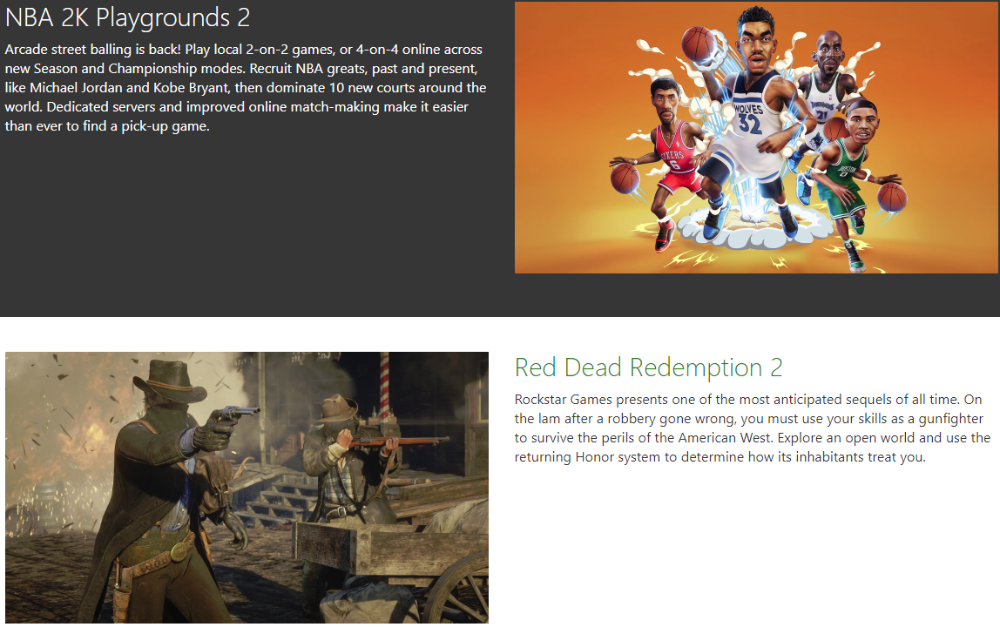 NBA 2K Playgrounds 2
Arcade street balling is back! Play local 2-on-2 games, or 4-on-4 online across
new Season and Championship modes. Recruit NBA greats, past and present,
like Michael Jordan and Kobe Bryant, then dominate 10 new courts around the
world. Dedicated servers and improved online match-making make it easier
than ever to find a pick-up game.
WOLVES
32
21
6
Red Dead Redemption 2
Rockstar Games presents one of the most anticipated sequels of all time. On
the lam after a robbery gone wrong, you must use your skills as a gunfighter
to survive the perils of the American West. Explore an open world and use the
returning Honor system to determine how its inhabitants treat you.